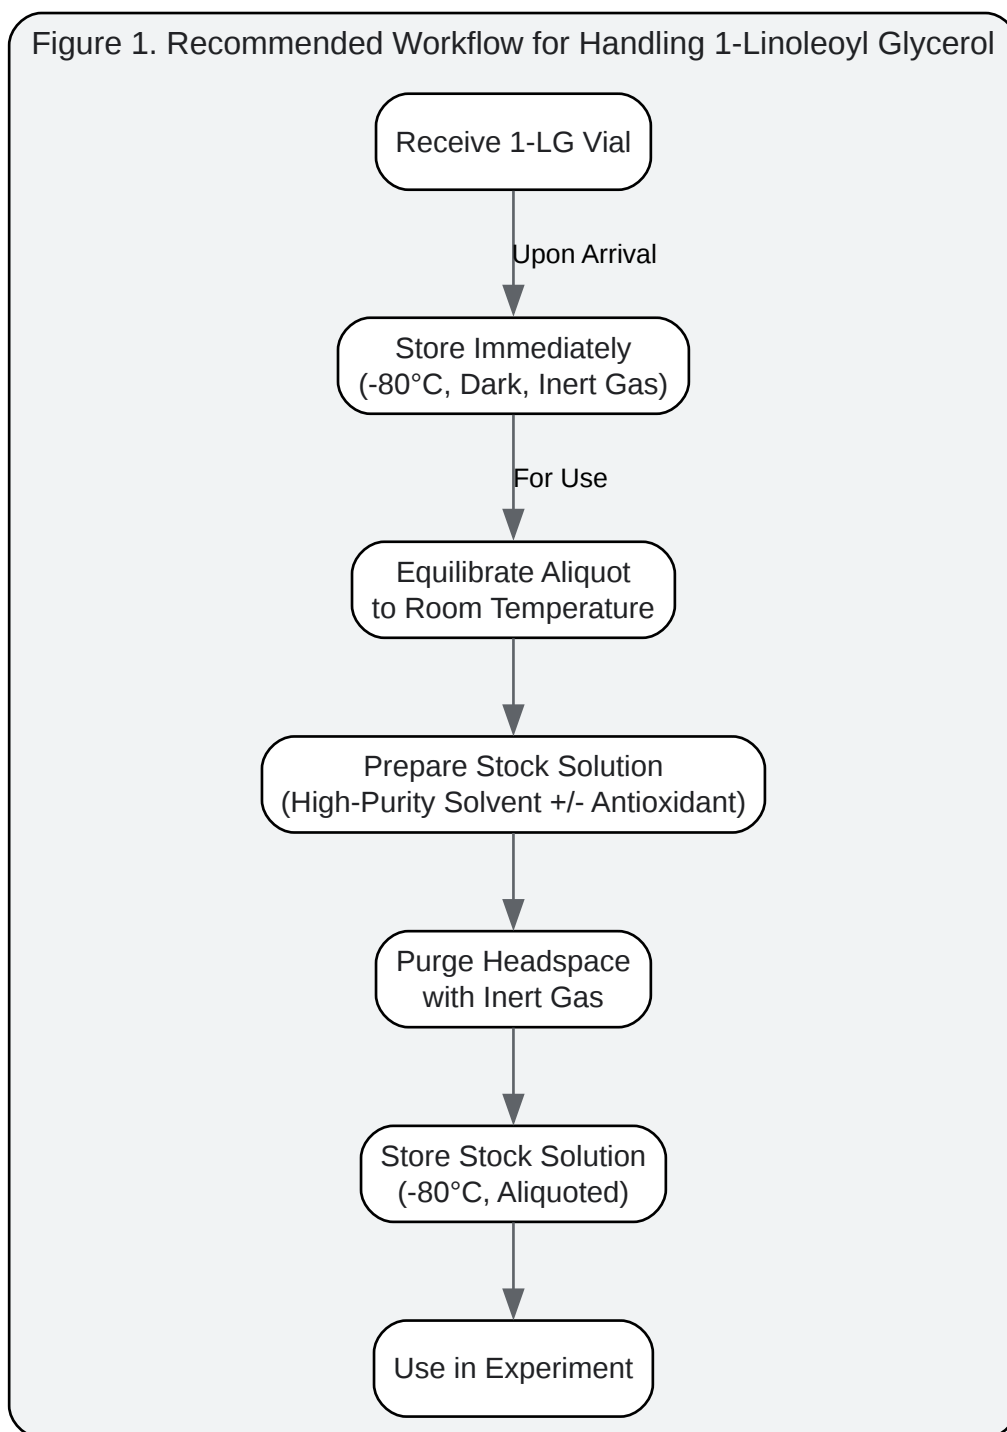 Figure 1. Recommended Workflow for Handling 1-Linoleoyl Glycerol
Receive 1-LG Vial
Upon Arrival
Store Immediately
(-80°C, Dark, Inert Gas)
For Use
Equilibrate Aliquot
to Room Temperature
Prepare Stock Solution
(High-Purity Solvent +/- Antioxidant)
Purge Headspace
with Inert Gas
Store Stock Solution
(-80°C, Aliquoted)
Use in Experiment